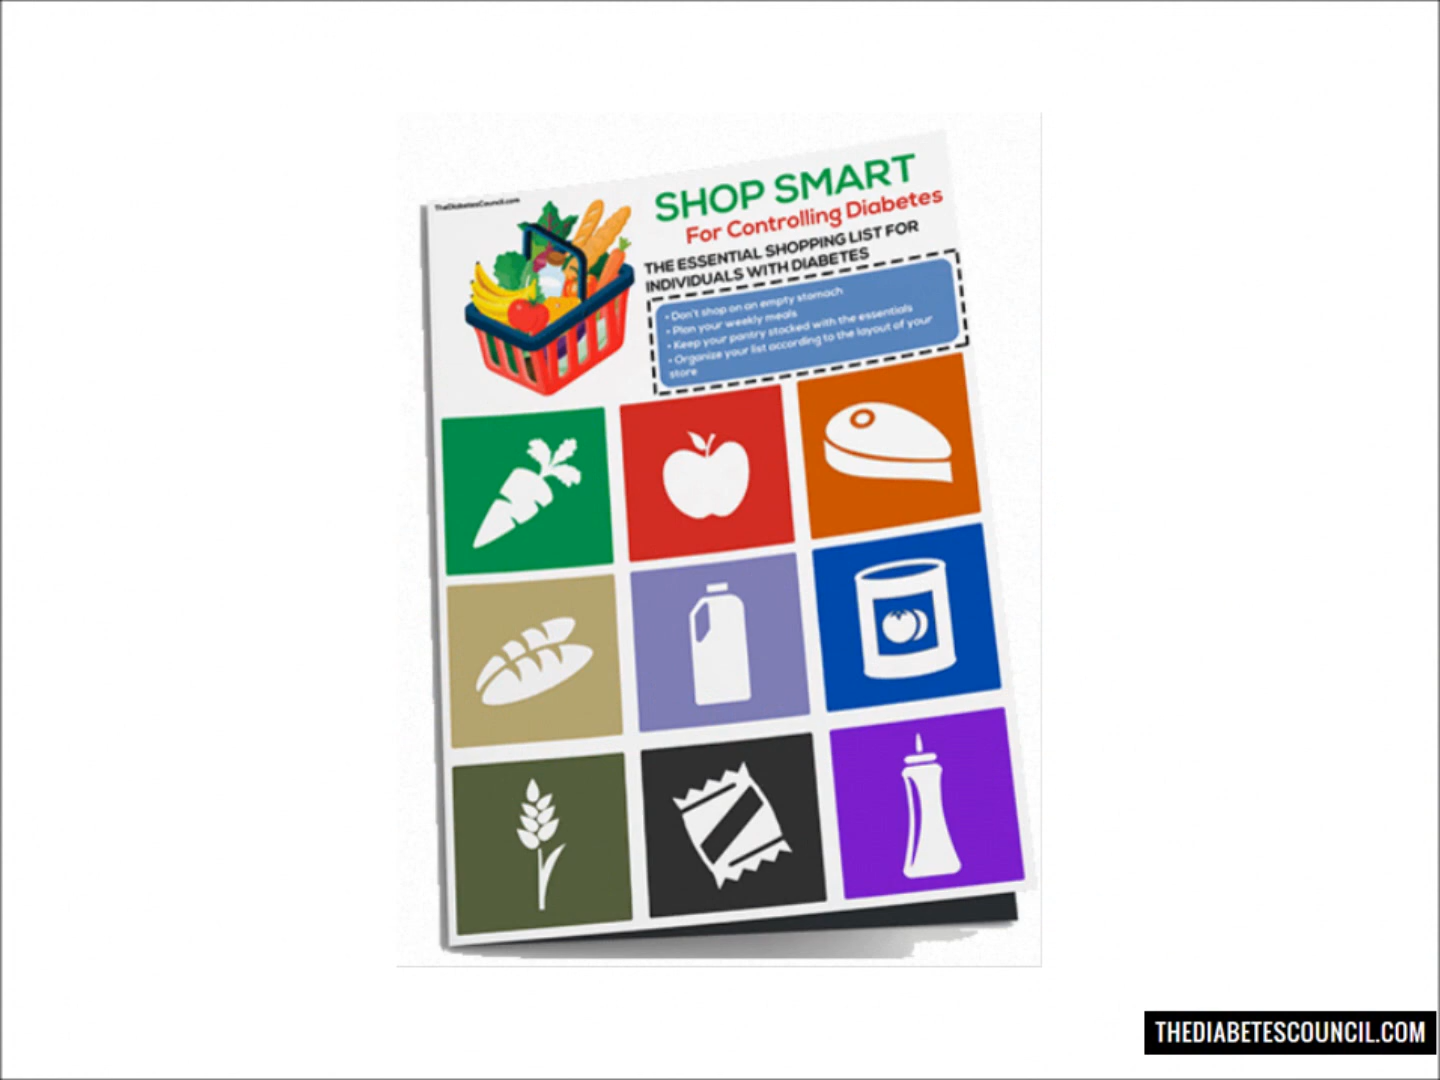 TheDiabetesCouncil.com
SHOP SMART
For Controlling Diabetes
THE ESSENTIAL SHOPPING LIST FOR
INDIVIDUALS WITH DIABETES
• Don't shop on an empty stomach
• Plan your weekly meals
• Keep your pantry stocked with the essentials
• Organize your list according to the layout of your
store
THEDIABETESCOUNCIL.COM